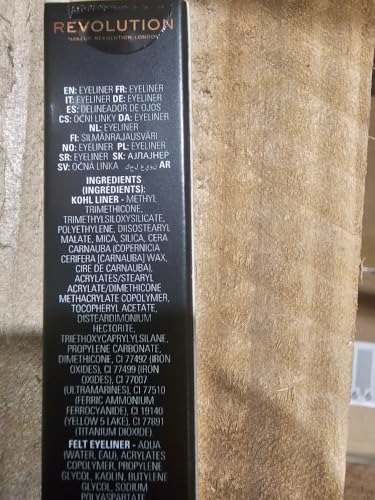 REVOLUTION
MAKEUP REVOLUTION LONDON
EN: EYELINER FR: EYELINER
IT: EYELINER DE: EYELINER
ES: DELINEADOR DE OJOS
CS: OČNI LINKY DA: EYELINER
NL: EYELINER
FI: SILMÄNRAJAUSVÄRI
NO: EYELINER PL: EYELINER
SR: EYELINER SK: АЈЛАЈНЕР
SV: OČNA LINKA AR
INGREDIENTS
(INGRÉDIENTS):
KOHL LINER - METHYL
TRIMETHICONE,
TRIMETHYLSILOXYSILICATE,
POLYETHYLENE, DIISOSTEARYL
MALATE, MICA, SILICA, CERA
CARNAUBA (COPERNICIA
CERIFERA [CARNAUBA] WAX,
CIRE DE CARNAUBA),
ACRYLATES/STEARYL
ACRYLATE/DIMETHICONE
METHACRYLATE COPOLYMER,
TOCOPHERYL ACETATE,
DISTEARDIMONIUM
HECTORITE,
TRIETHOXYCAPRYLYLSILANE,
PROPYLENE CARBONATE,
DIMETHICONE, CI 77492 (IRON
OXIDES), CI 77499 (IRON
OXIDES), CI 77007
(ULTRAMARINES), CI 77510
(FERRIC AMMONIUM
FERROCYANIDE), CI 19140
(YELLOW 5 LAKE), CI 77891
(TITANIUM DIOXIDE)
FELT EYELINER - AQUA
(WATER, EAU), ACRYLATES
COPOLYMER, PROPYLENE
GLYCOL, KAOLIN, BUTYLENE
GLYCOL, SODIUM
POLYASPARTATE,